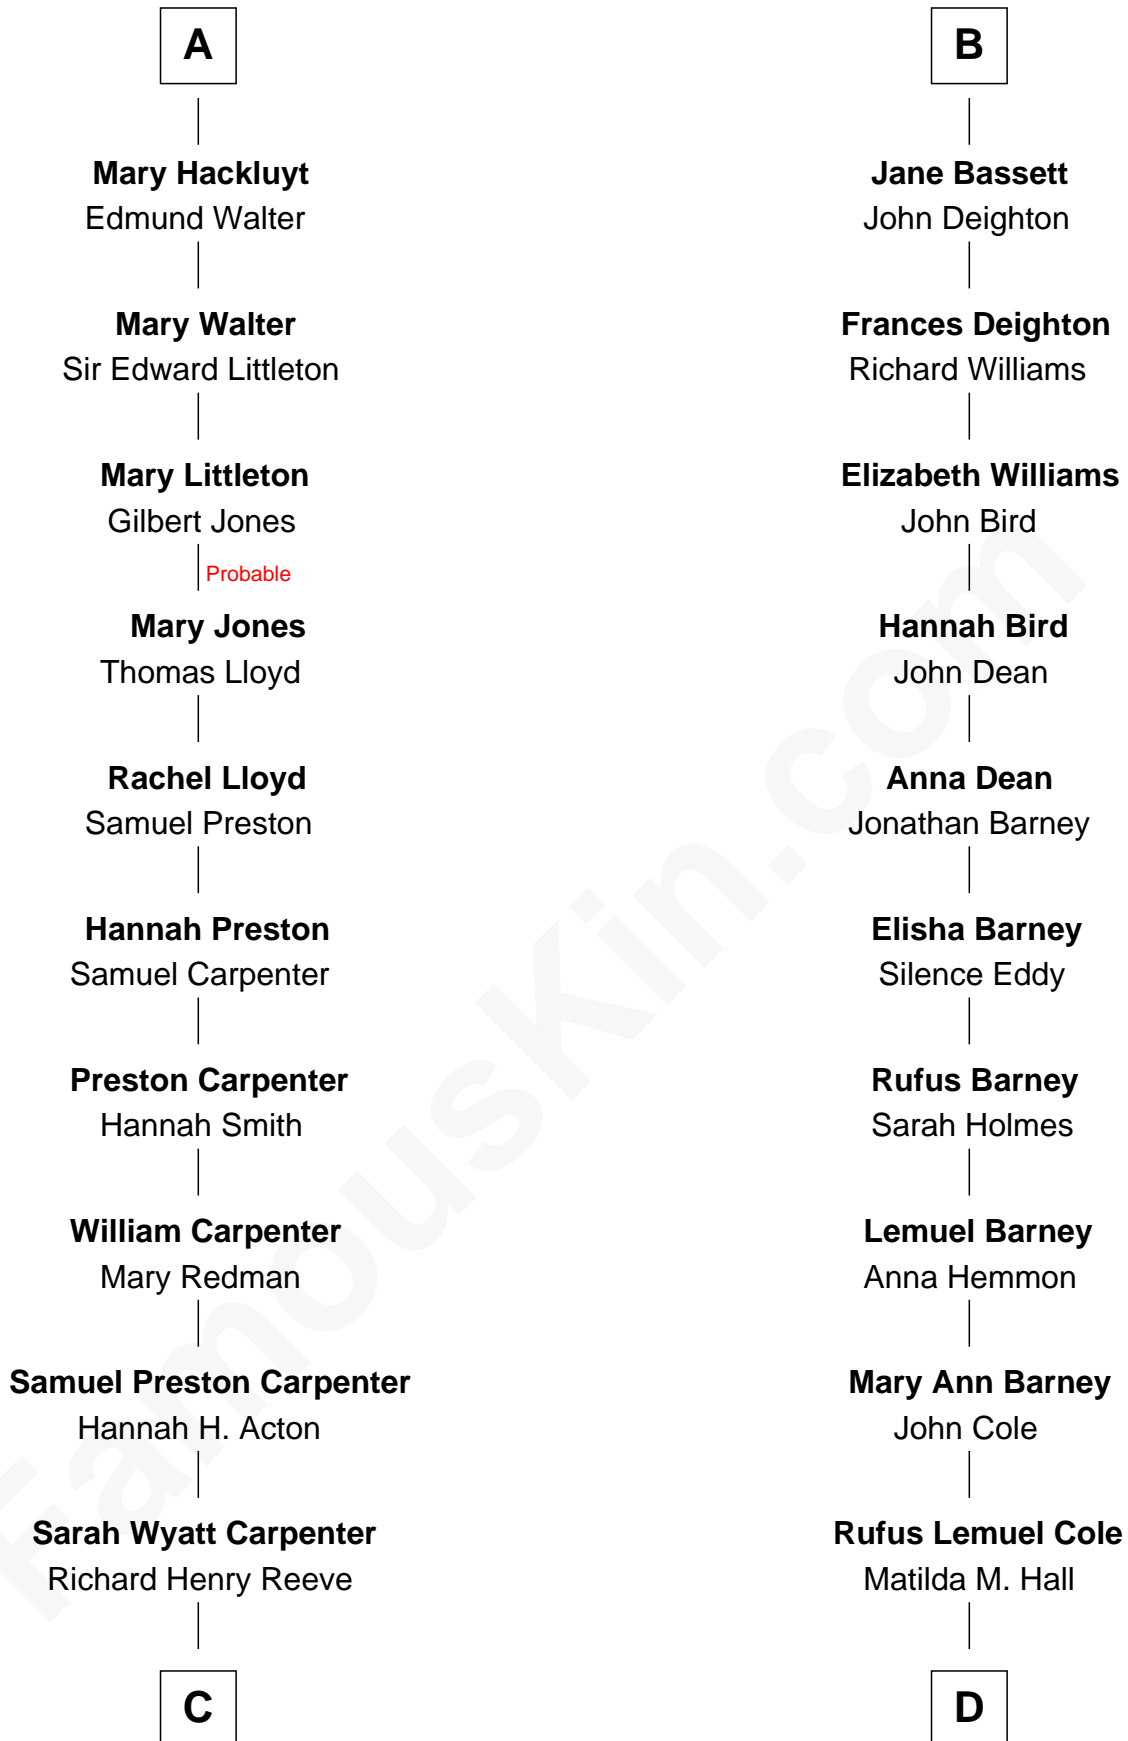 A
Mary Hackluyt
Edmund Walter
Mary Walter
Sir Edward Littleton
Mary Littleton
Gilbert Jones
Probable
Mary Jones
Thomas Lloyd
Rachel Lloyd
Samuel Preston
Hannah Preston
Samuel Carpenter
Preston Carpenter
Hannah Smith
William Carpenter
Mary Redman
Samuel Preston Carpenter
Hannah H. Acton
Sarah Wyatt Carpenter
Richard Henry Reeve
C
B
Jane Bassett
John Deighton
Frances Deighton
Richard Williams
Elizabeth Williams
John Bird
Hannah Bird
John Dean
Anna Dean
Jonathan Barney
Elisha Barney
Silence Eddy
Rufus Barney
Sarah Holmes
Lemuel Barney
Anna Hemmon
Mary Ann Barney
John Cole
Rufus Lemuel Cole
Matilda M. Hall
D
FamousKin.com